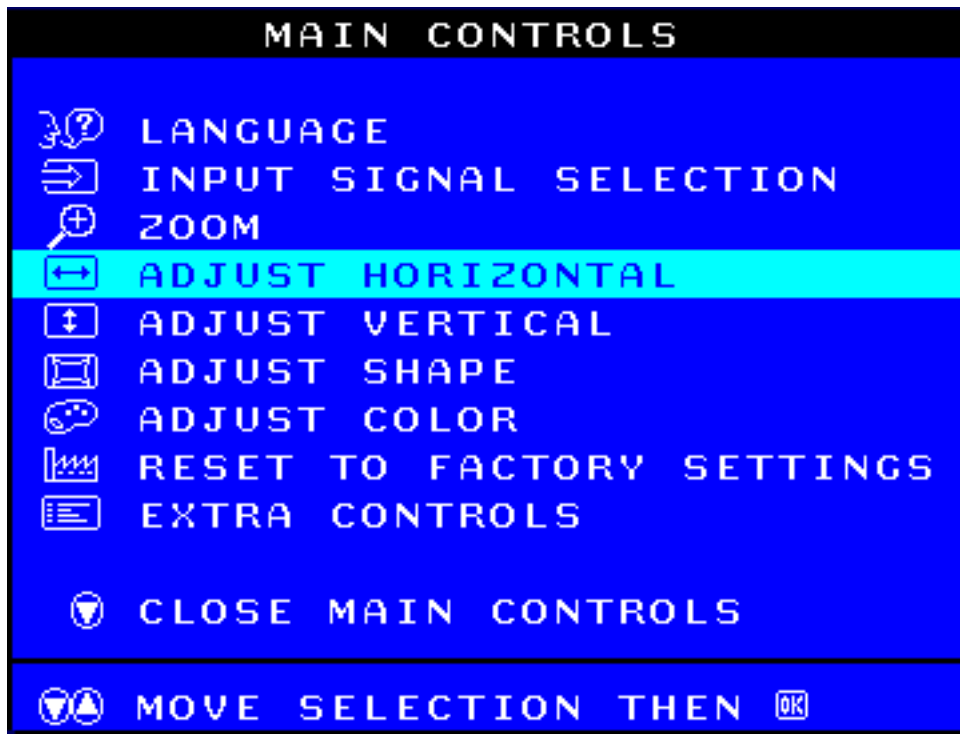 MAIN CONTROLS
LANGUAGE
INPUT SIGNAL SELECTION
ZOOM
ADJUST HORIZONTAL
ADJUST VERTICAL
ADJUST SHAPE
ADJUST COLOR
RESET TO FACTORY SETTINGS
EXTRA CONTROLS
CLOSE MAIN CONTROLS
MOVE SELECTION THEN OK